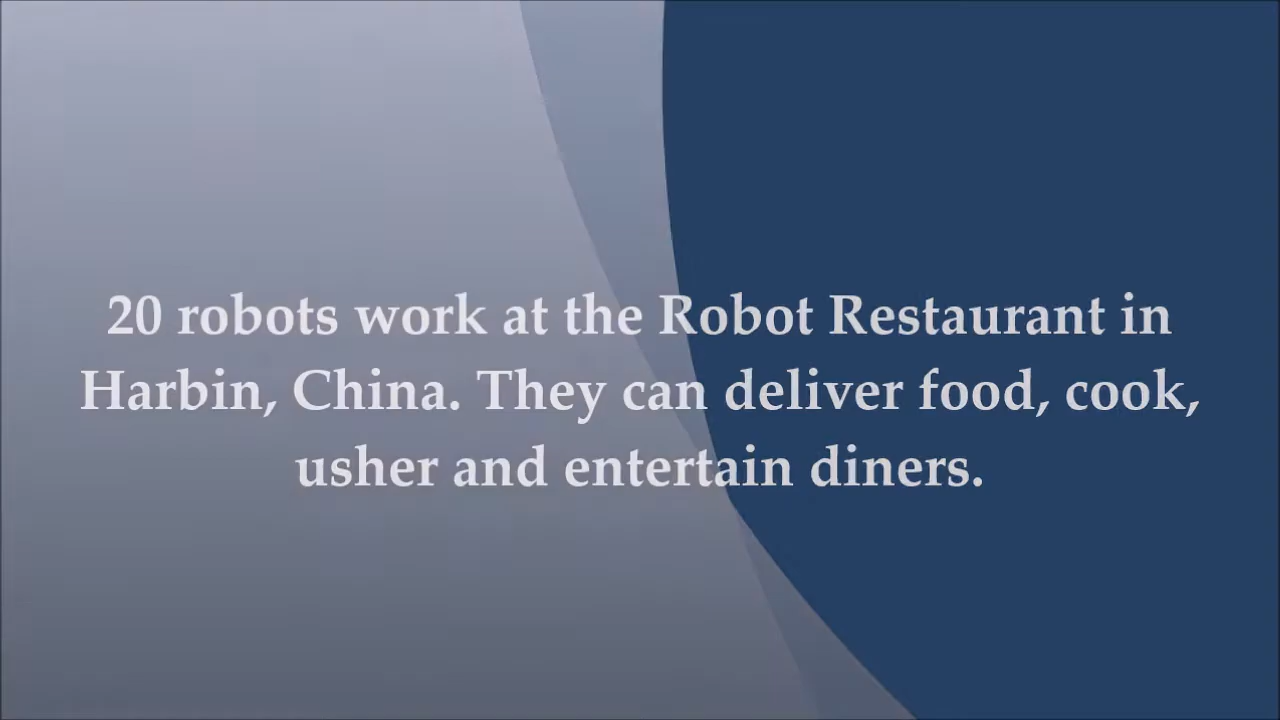 20 robots work at the Robot Restaurant in
Harbin, China. They can deliver food, cook,
usher and entertain diners.